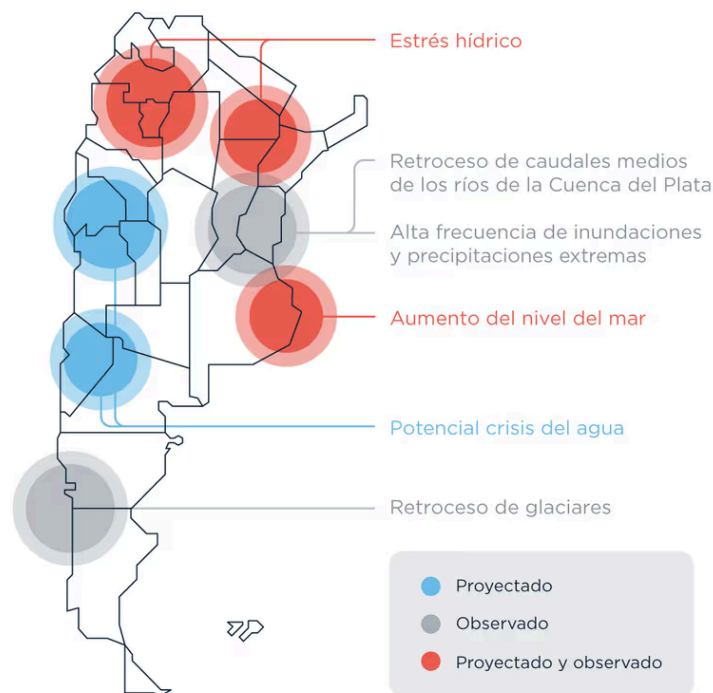 Estrés hídrico
Retroceso de caudales medios
de los ríos de la Cuenca del Plata
Alta frecuencia de inundaciones
y precipitaciones extremas
Aumento del nivel del mar
Potencial crisis del agua
Retroceso de glaciares
Proyectado
Observado
Proyectado y observado